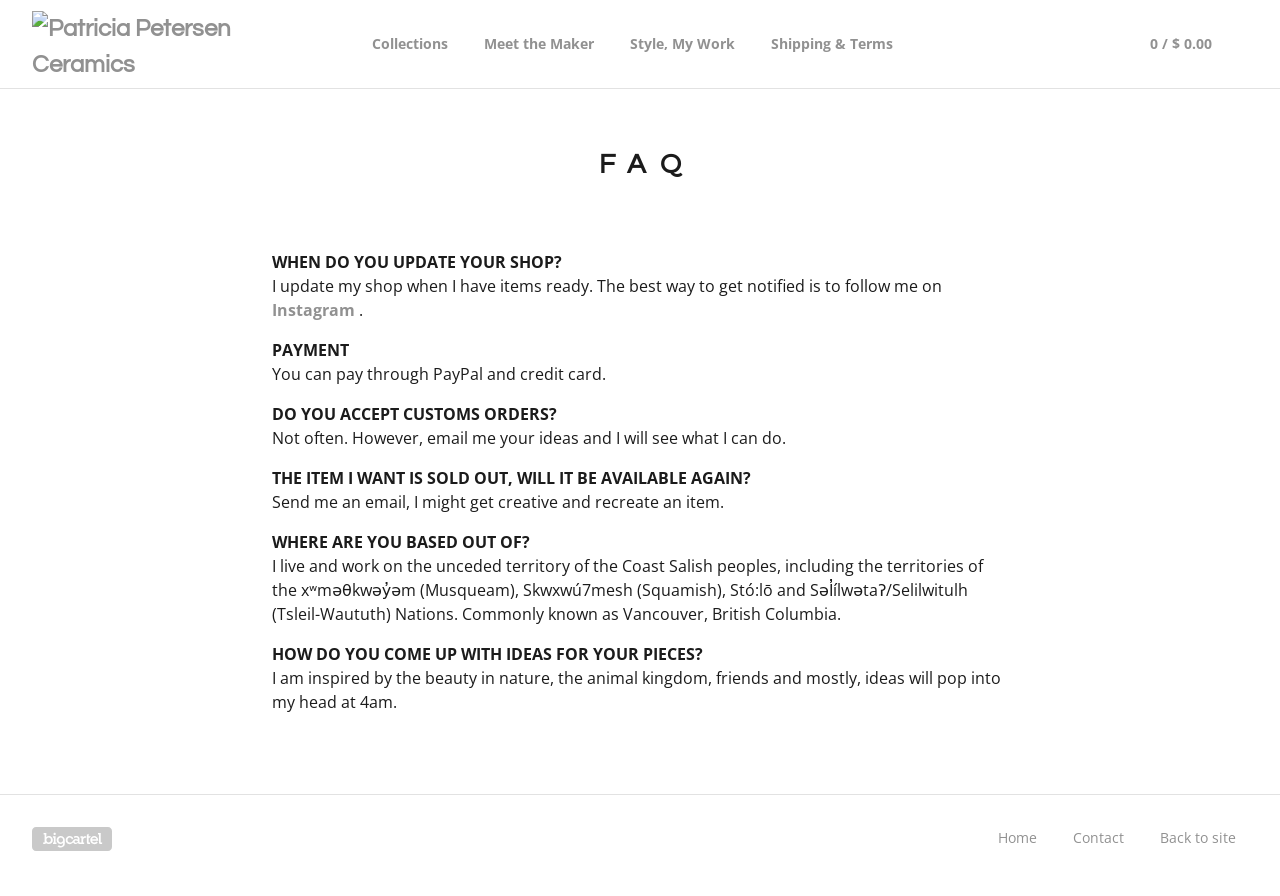 Patricia Petersen
Ceramics
Collections
Meet the Maker
Style, My Work
Shipping & Terms
0 / $ 0.00
FAQ
WHEN DO YOU UPDATE YOUR SHOP?
I update my shop when I have items ready. The best way to get notified is to follow me on
Instagram .
PAYMENT
You can pay through PayPal and credit card.
DO YOU ACCEPT CUSTOMS ORDERS?
Not often. However, email me your ideas and I will see what I can do.
THE ITEM I WANT IS SOLD OUT, WILL IT BE AVAILABLE AGAIN?
Send me an email, I might get creative and recreate an item.
WHERE ARE YOU BASED OUT OF?
I live and work on the unceded territory of the Coast Salish peoples, including the territories of
the xʷməθkwəy̓əm (Musqueam), Skwxwú7mesh (Squamish), Stó:lō and Səl̓ílwətaʔ/Selilwitulh
(Tsleil-Waututh) Nations. Commonly known as Vancouver, British Columbia.
HOW DO YOU COME UP WITH IDEAS FOR YOUR PIECES?
I am inspired by the beauty in nature, the animal kingdom, friends and mostly, ideas will pop into
my head at 4am.
bigcartel
Home
Contact
Back to site